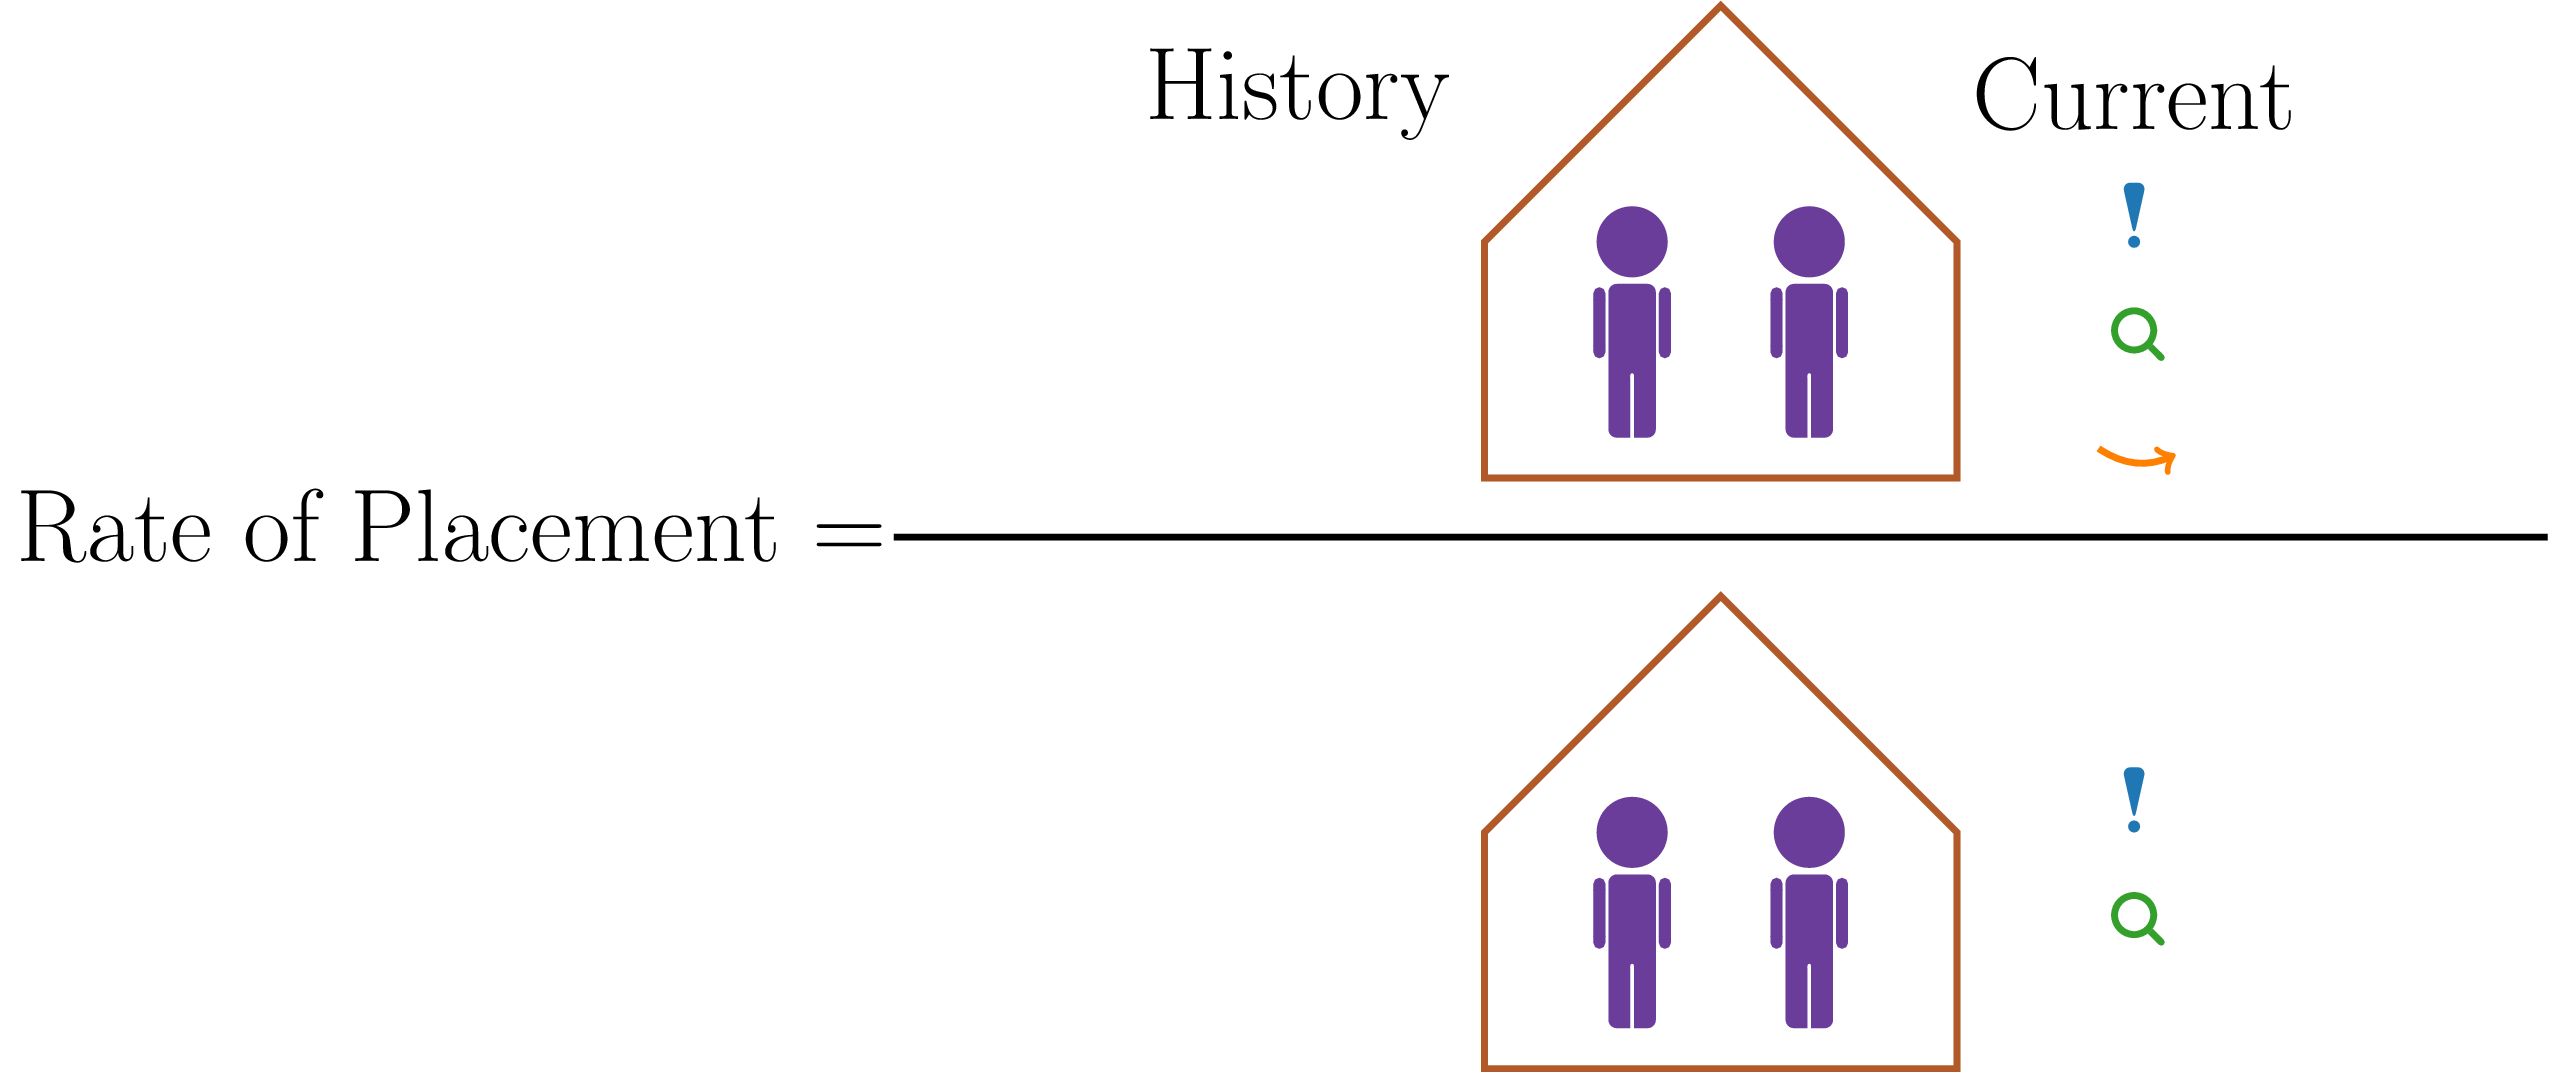 History
Current
!
Rate of Placement =
!